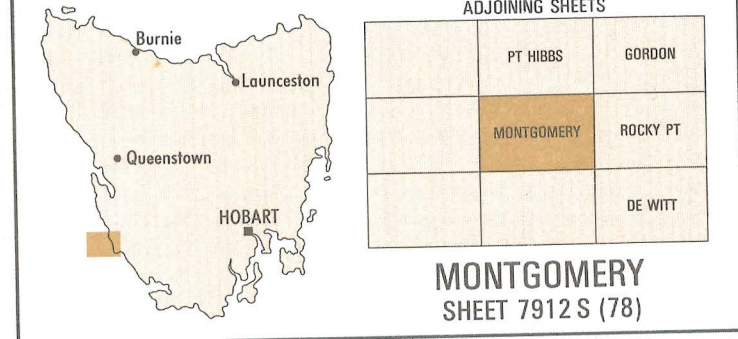 ADJOINING SHEETS
Burnie
Launceston
Queenstown
HOBART
PT HIBBS
GORDON
MONTGOMERY
ROCKY PT
DE WITT
MONTGOMERY
SHEET 7912 S (78)